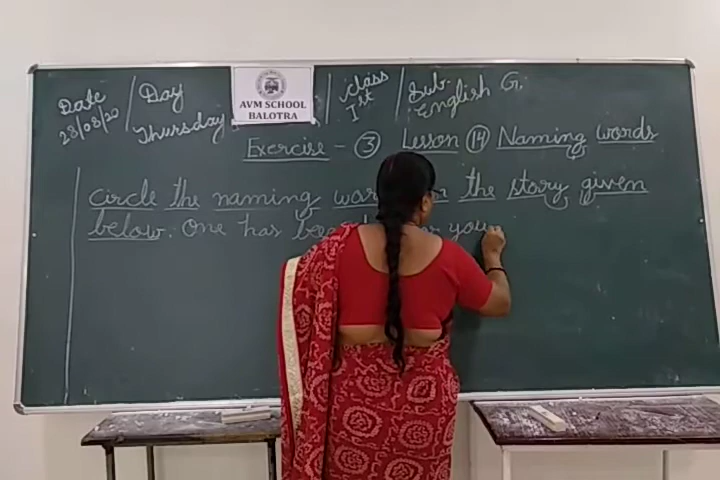 Date 28/08/20 / Day Thursday
AVM SCHOOL
BALOTRA
class Ist / Sub. English G.
Exercise - 3 Lesson 14 Naming words
Circle the naming in the story given
below. One has you